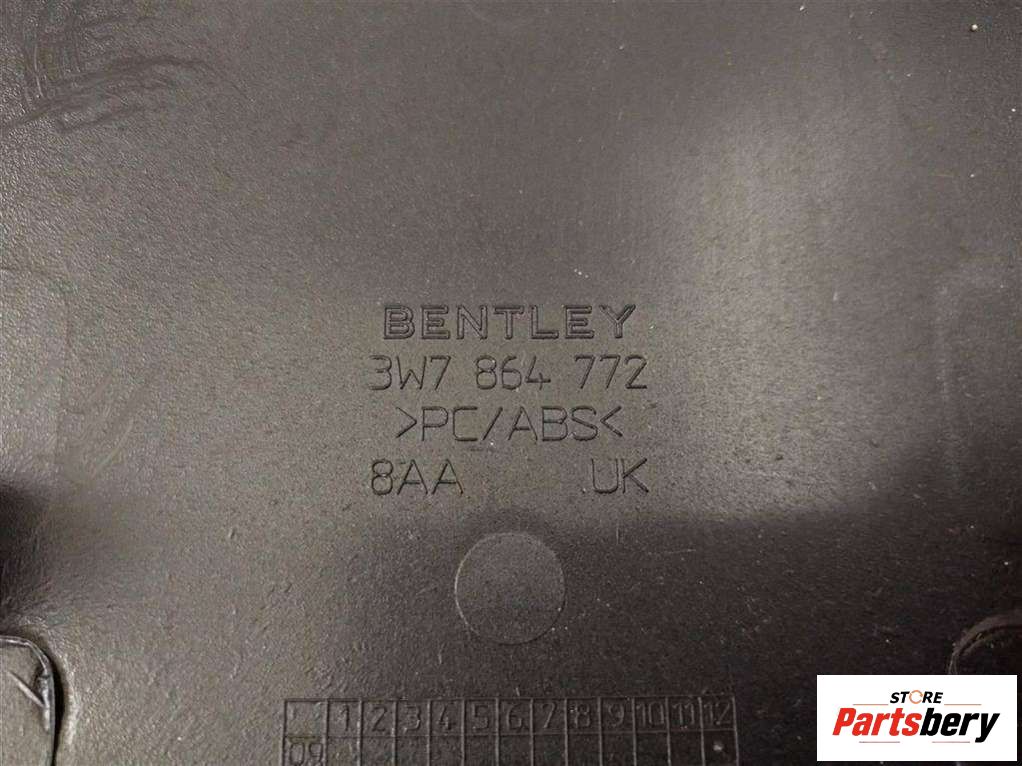 BENTLEY
3W7 864 772
>PC/ABS<
8AA UK
1 2 3 4 5 6 7 8 9 10 11 12
09
STORE
Partsbery